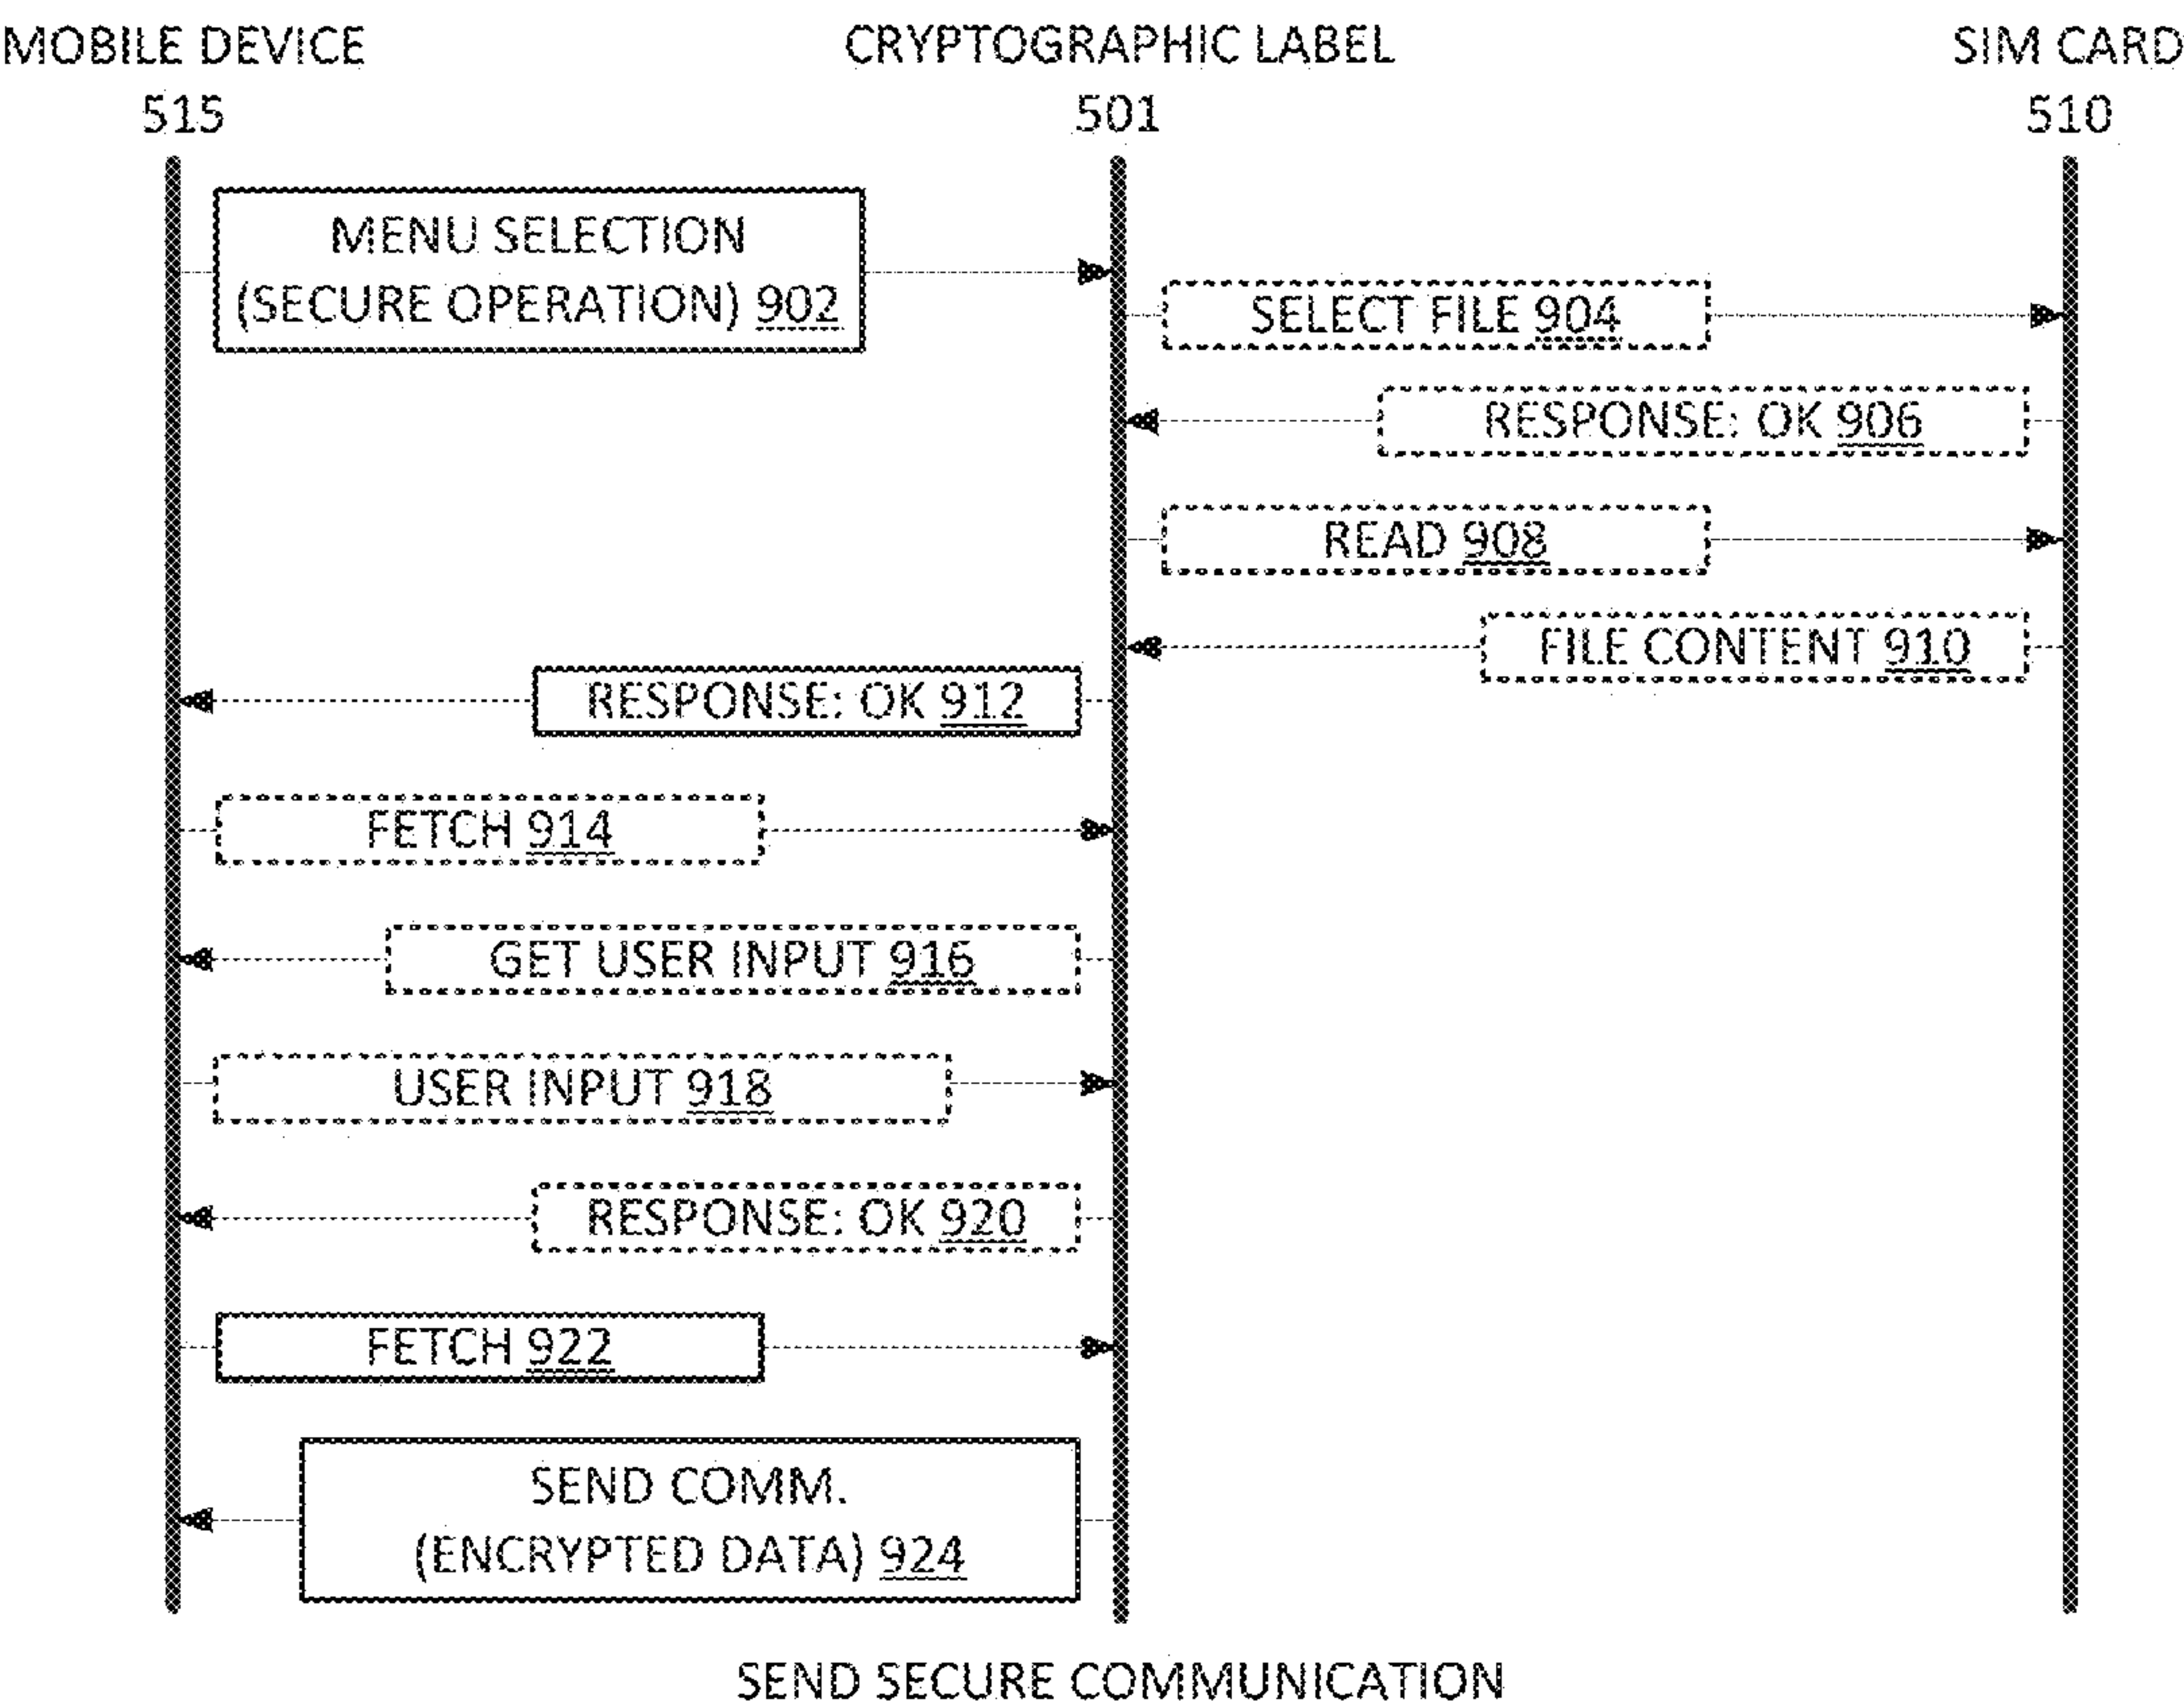 MOBILE DEVICE
515
CRYPTOGRAPHIC LABEL
501
SIM CARD
510
MENU SELECTION
(SECURE OPERATION) 902
SELECT FILE 904
RESPONSE: OK 906
READ 908
FILE CONTENT 910
RESPONSE: OK 912
FETCH 914
GET USER INPUT 916
USER INPUT 918
RESPONSE: OK 920
FETCH 922
SEND COMM.
(ENCRYPTED DATA) 924
SEND SECURE COMMUNICATION